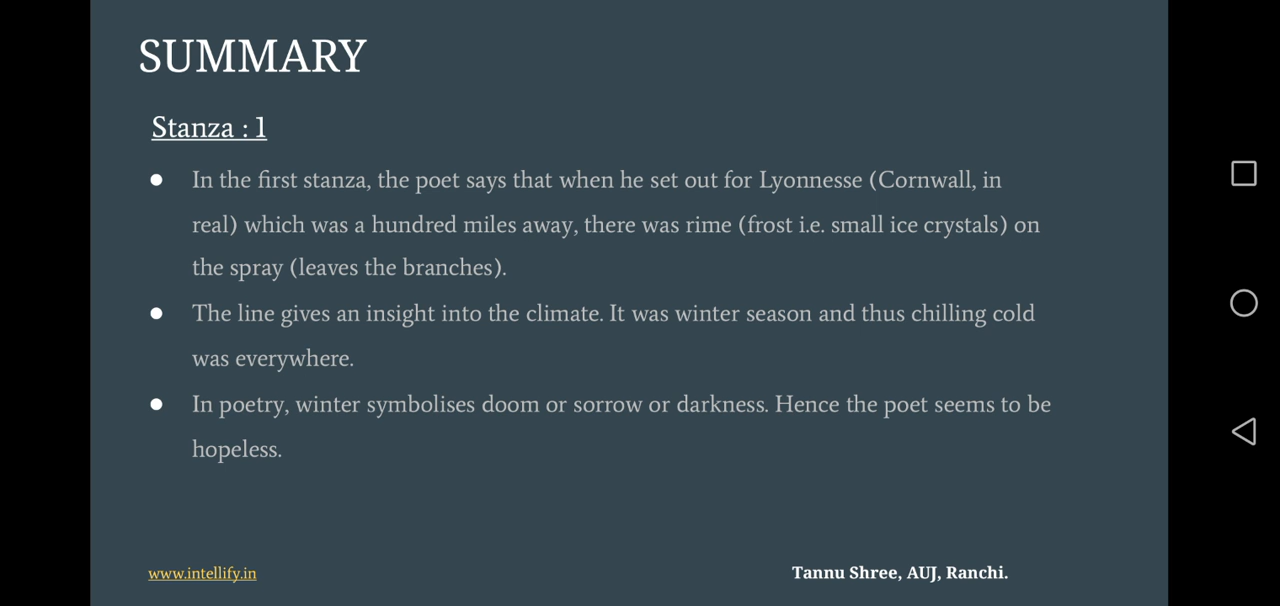 SUMMARY
Stanza : 1
● In the first stanza, the poet says that when he set out for Lyonnesse (Cornwall, in
real) which was a hundred miles away, there was rime (frost i.e. small ice crystals) on
the spray (leaves the branches).
● The line gives an insight into the climate. It was winter season and thus chilling cold
was everywhere.
● In poetry, winter symbolises doom or sorrow or darkness. Hence the poet seems to be
hopeless.
www.intellify.in
Tannu Shree, AUJ, Ranchi.